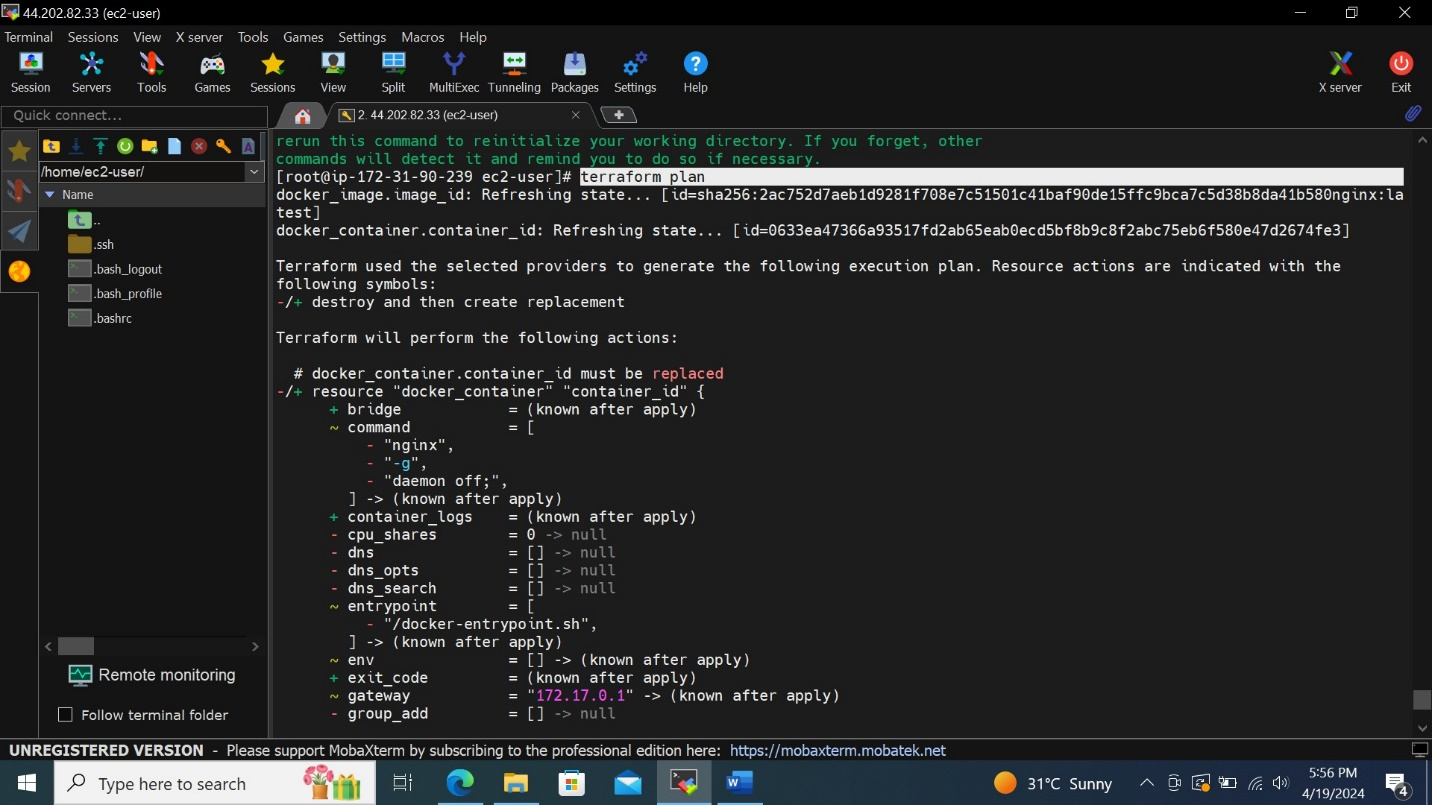 44.202.82.33 (ec2-user)
Terminal Sessions View X server Tools Games Settings Macros Help
Session Servers Tools Games Sessions View Split MultiExec Tunneling Packages Settings Help X server Exit
Quick connect...
2. 44.202.82.33 (ec2-user)
/home/ec2-user/
Name
..
.ssh
.bash_logout
.bash_profile
.bashrc
Remote monitoring
Follow terminal folder
rerun this command to reinitialize your working directory. If you forget, other
commands will detect it and remind you to do so if necessary.
[root@ip-172-31-90-239 ec2-user]# terraform plan
docker_image.image_id: Refreshing state... [id=sha256:2ac752d7aeb1d9281f708e7c51501c41baf90de15ffc9bca7c5d38b8da41b580nginx:la
test]
docker_container.container_id: Refreshing state... [id=0633ea47366a93517fd2ab65eab0ecd5bf8b9c8f2abc75eb6f580e47d2674fe3]
Terraform used the selected providers to generate the following execution plan. Resource actions are indicated with the
following symbols:
-/+ destroy and then create replacement
Terraform will perform the following actions:
# docker_container.container_id must be replaced
-/+ resource "docker_container" "container_id" {
+ bridge = (known after apply)
~ command = [
- "nginx",
- "-g",
- "daemon off;",
] -> (known after apply)
+ container_logs = (known after apply)
- cpu_shares = 0 -> null
- dns = [] -> null
- dns_opts = [] -> null
- dns_search = [] -> null
~ entrypoint = [
- "/docker-entrypoint.sh",
] -> (known after apply)
~ env = [] -> (known after apply)
+ exit_code = (known after apply)
~ gateway = "172.17.0.1" -> (known after apply)
- group_add = [] -> null
UNREGISTERED VERSION - Please support MobaXterm by subscribing to the professional edition here: https://mobaxterm.mobatek.net
Type here to search
31°C Sunny
5:56 PM
4/19/2024
4